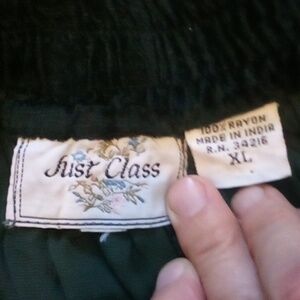 Just Class
100% RAYON
MADE IN INDIA
R.N. 34216
XL